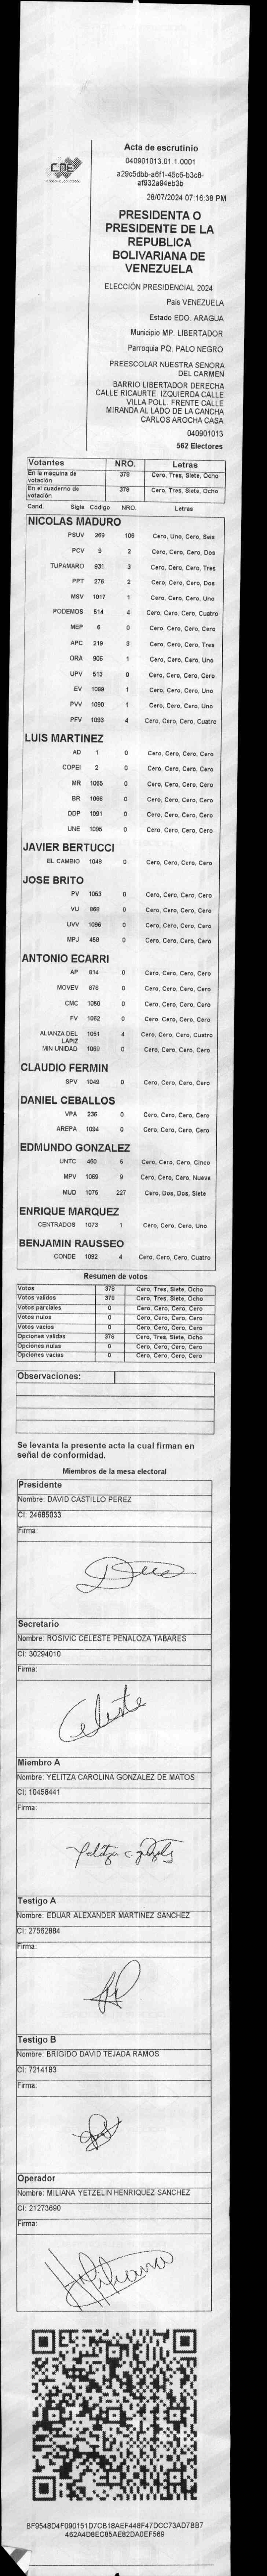 CNE
Acta de escrutinio
040901013.01.1.0001
a29c5dbb-a6f1-45c6-b3c8-
af932a94eb3b
28/07/2024 07:16:38 PM
PRESIDENTA O
PRESIDENTE DE LA
REPUBLICA
BOLIVARIANA DE
VENEZUELA
ELECCIÓN PRESIDENCIAL 2024
Pais VENEZUELA
Estado EDO. ARAGUA
Municipio MP. LIBERTADOR
Parroquia PQ. PALO NEGRO
PREESCOLAR NUESTRA SENORA
DEL CARMEN
BARRIO LIBERTADOR DERECHA
CALLE RICAURTE. IZQUIERDA CALLE
VILLA POLL. FRENTE CALLE
MIRANDA AL LADO DE LA CANCHA
CARLOS AROCHA CASA
040901013
562 Electores
Votantes NRO. Letras
En la máquina de votación 378 Cero, Tres, Siete, Ocho
En el cuaderno de votación 378 Cero, Tres, Siete, Ocho
Cand. Sigla Código NRO. Letras
NICOLAS MADURO
PSUV 269 106 Cero, Uno, Cero, Seis
PCV 9 2 Cero, Cero, Cero, Dos
TUPAMARO 931 3 Cero, Cero, Cero, Tres
PPT 276 2 Cero, Cero, Cero, Dos
MSV 1017 1 Cero, Cero, Cero, Uno
PODEMOS 514 4 Cero, Cero, Cero, Cuatro
MEP 6 0 Cero, Cero, Cero, Cero
APC 219 3 Cero, Cero, Cero, Tres
ORA 906 1 Cero, Cero, Cero, Uno
UPV 513 0 Cero, Cero, Cero, Cero
EV 1089 1 Cero, Cero, Cero, Uno
PVV 1090 1 Cero, Cero, Cero, Uno
PFV 1093 4 Cero, Cero, Cero, Cuatro
LUIS MARTINEZ
AD 1 0 Cero, Cero, Cero, Cero
COPEI 2 0 Cero, Cero, Cero, Cero
MR 1065 0 Cero, Cero, Cero, Cero
BR 1066 0 Cero, Cero, Cero, Cero
DDP 1091 0 Cero, Cero, Cero, Cero
UNE 1095 0 Cero, Cero, Cero, Cero
JAVIER BERTUCCI
EL CAMBIO 1048 0 Cero, Cero, Cero, Cero
JOSE BRITO
PV 1053 0 Cero, Cero, Cero, Cero
VU 868 0 Cero, Cero, Cero, Cero
UVV 1096 0 Cero, Cero, Cero, Cero
MPJ 458 0 Cero, Cero, Cero, Cero
ANTONIO ECARRI
AP 814 0 Cero, Cero, Cero, Cero
MOVEV 878 0 Cero, Cero, Cero, Cero
CMC 1050 0 Cero, Cero, Cero, Cero
FV 1062 0 Cero, Cero, Cero, Cero
ALIANZA DEL LAPIZ 1051 4 Cero, Cero, Cero, Cuatro
MIN UNIDAD 1069 0 Cero, Cero, Cero, Cero
CLAUDIO FERMIN
SPV 1049 0 Cero, Cero, Cero, Cero
DANIEL CEBALLOS
VPA 236 0 Cero, Cero, Cero, Cero
AREPA 1094 0 Cero, Cero, Cero, Cero
EDMUNDO GONZALEZ
UNTC 460 5 Cero, Cero, Cero, Cinco
MPV 1069 9 Cero, Cero, Cero, Nueve
MUD 1075 227 Cero, Dos, Dos, Siete
ENRIQUE MARQUEZ
CENTRADOS 1073 1 Cero, Cero, Cero, Uno
BENJAMIN RAUSSEO
CONDE 1092 4 Cero, Cero, Cero, Cuatro
Resumen de votos
Votos 378 Cero, Tres, Siete, Ocho
Votos validos 378 Cero, Tres, Siete, Ocho
Votos parciales 0 Cero, Cero, Cero, Cero
Votos nulos 0 Cero, Cero, Cero, Cero
Votos vacios 0 Cero, Cero, Cero, Cero
Opciones validas 378 Cero, Tres, Siete, Ocho
Opciones nulas 0 Cero, Cero, Cero, Cero
Opciones vacias 0 Cero, Cero, Cero, Cero
Observaciones:
Se levanta la presente acta la cual firman en
señal de conformidad.
Miembros de la mesa electoral
Presidente
Nombre: DAVID CASTILLO PEREZ
CI: 24685033
Firma:
Secretario
Nombre: ROSIVIC CELESTE PENALOZA TABARES
CI: 30294010
Firma:
Celeste
Miembro A
Nombre: YELITZA CAROLINA GONZALEZ DE MATOS
CI: 10458441
Firma:
Testigo A
Nombre: EDUAR ALEXANDER MARTINEZ SANCHEZ
CI: 27562884
Firma:
Testigo B
Nombre: BRIGIDO DAVID TEJADA RAMOS
CI: 7214183
Firma:
Operador
Nombre: MILIANA YETZELIN HENRIQUEZ SANCHEZ
CI: 21273690
Firma:
BF9548D4F090151D7CB18AEF448F47DCC73AD7BB7
462A4D8EC85AE82DA0EF569